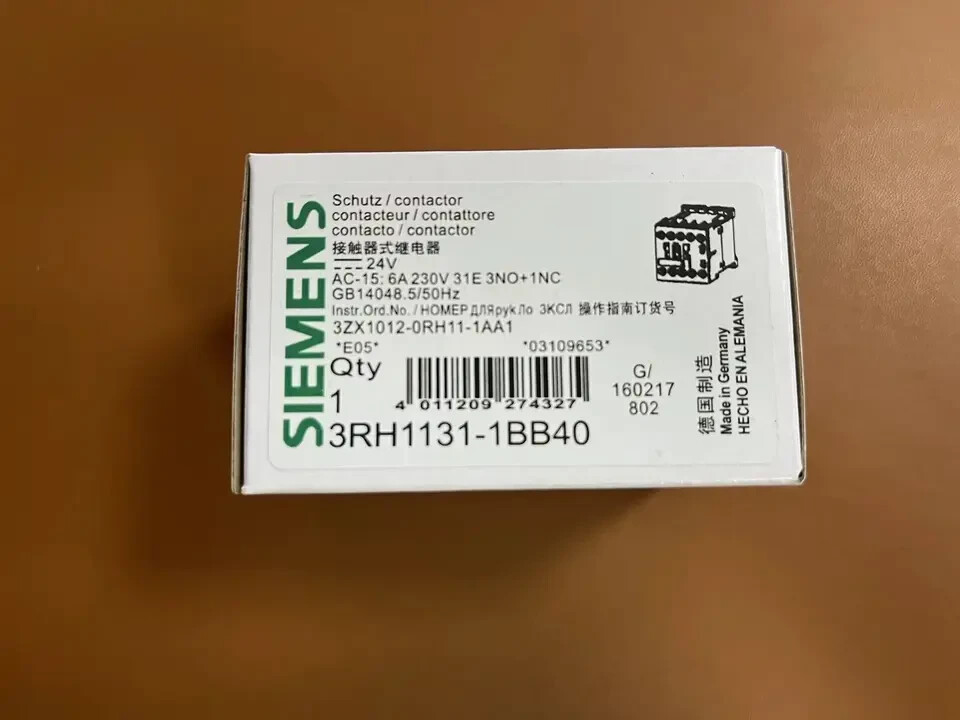 SIEMENS
Schutz / contactor
contacteur / contattore
contacto / contactor
接触器式继电器
24V
AC-15: 6A 230V 31E 3NO+1NC
GB14048.5/50Hz
Instr.Ord.No. / НОМЕР ДЛЯрукЛо ЗКСЛ 操作指南订货号
3ZX1012-0RH11-1AA1
*E05* *03109653*
Qty
1
4 011209 274327
G/
160217
802
3RH1131-1BB40
德国制造
Made in Germany
HECHO EN ALEMANIA